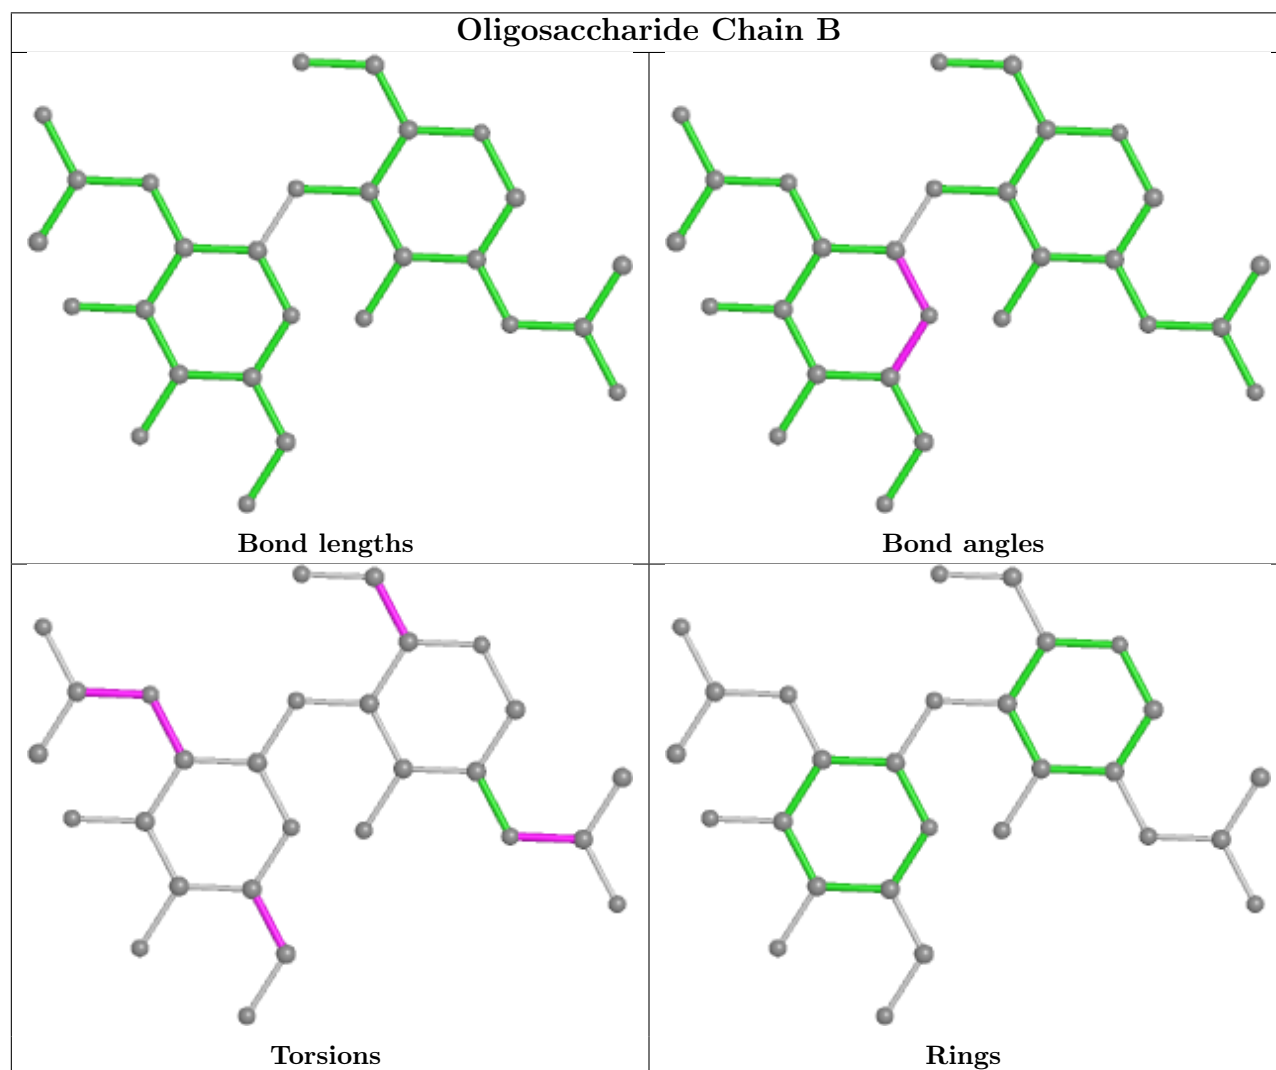 Oligosaccharide Chain B
Bond lengths
Bond angles
Torsions
Rings